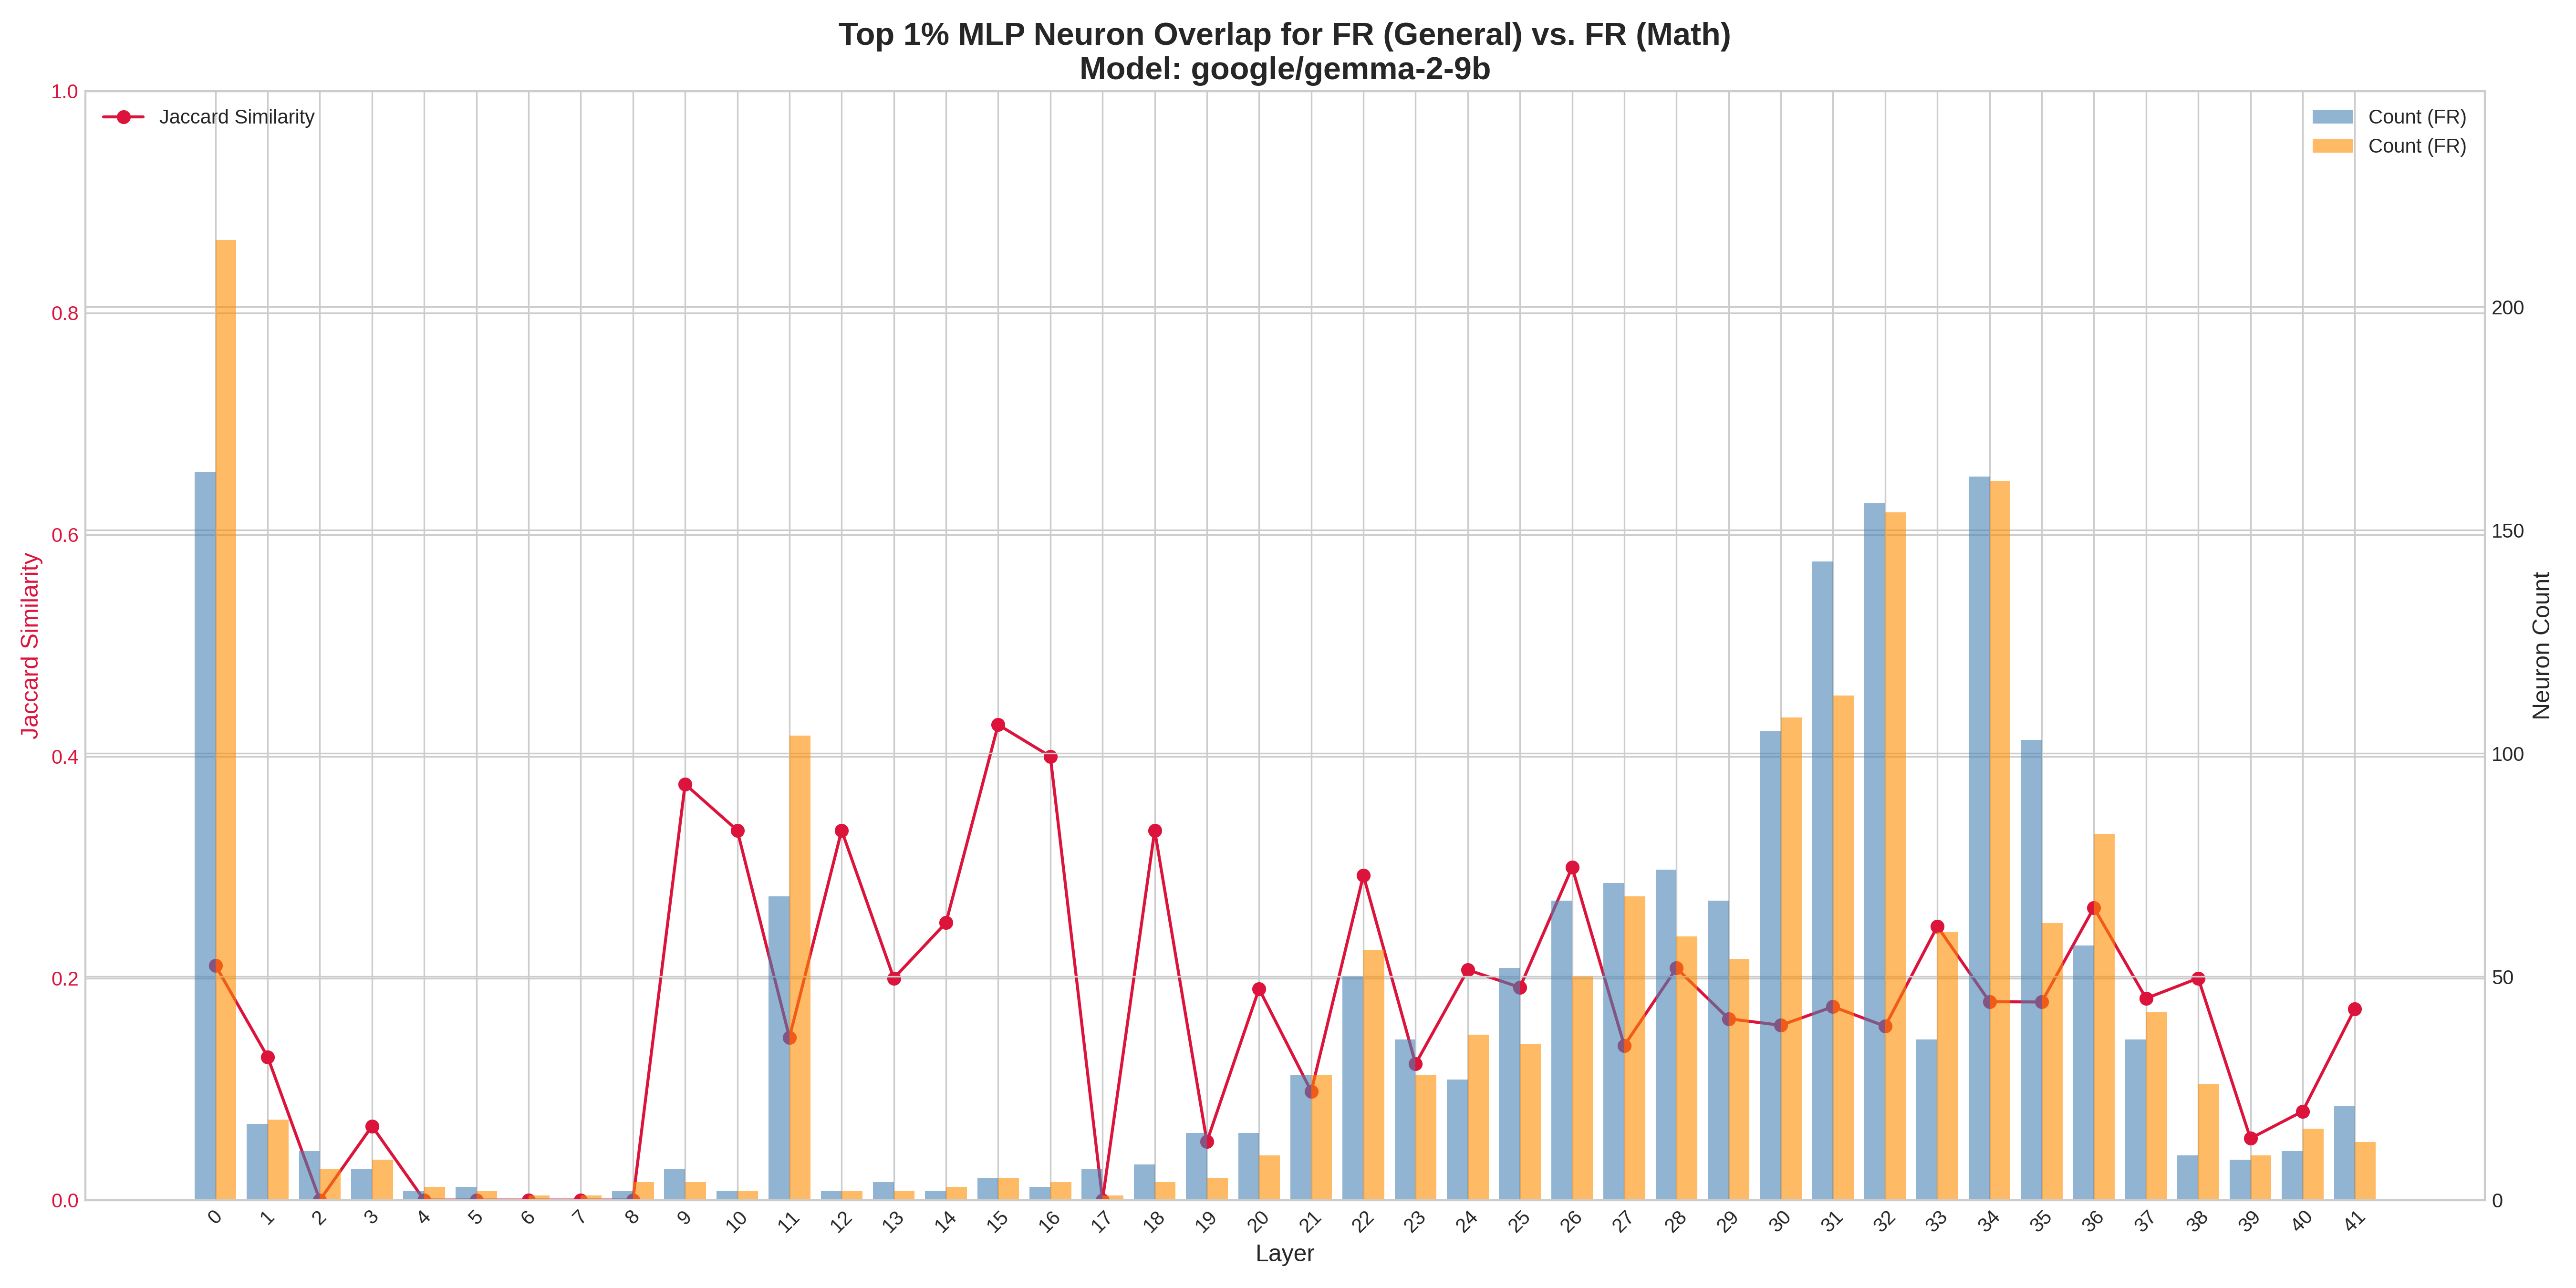 Top 1% MLP Neuron Overlap for FR (General) vs. FR (Math)
Model: google/gemma-2-9b
Jaccard Similarity
Count (FR)
Count (FR)
Jaccard Similarity
1.0
0.8
0.6
0.4
0.2
0.0
Neuron Count
200
150
100
50
0
0 1 2 3 4 5 6 7 8 9 10 11 12 13 14 15 16 17 18 19 20 21 22 23 24 25 26 27 28 29 30 31 32 33 34 35 36 37 38 39 40 41
Layer